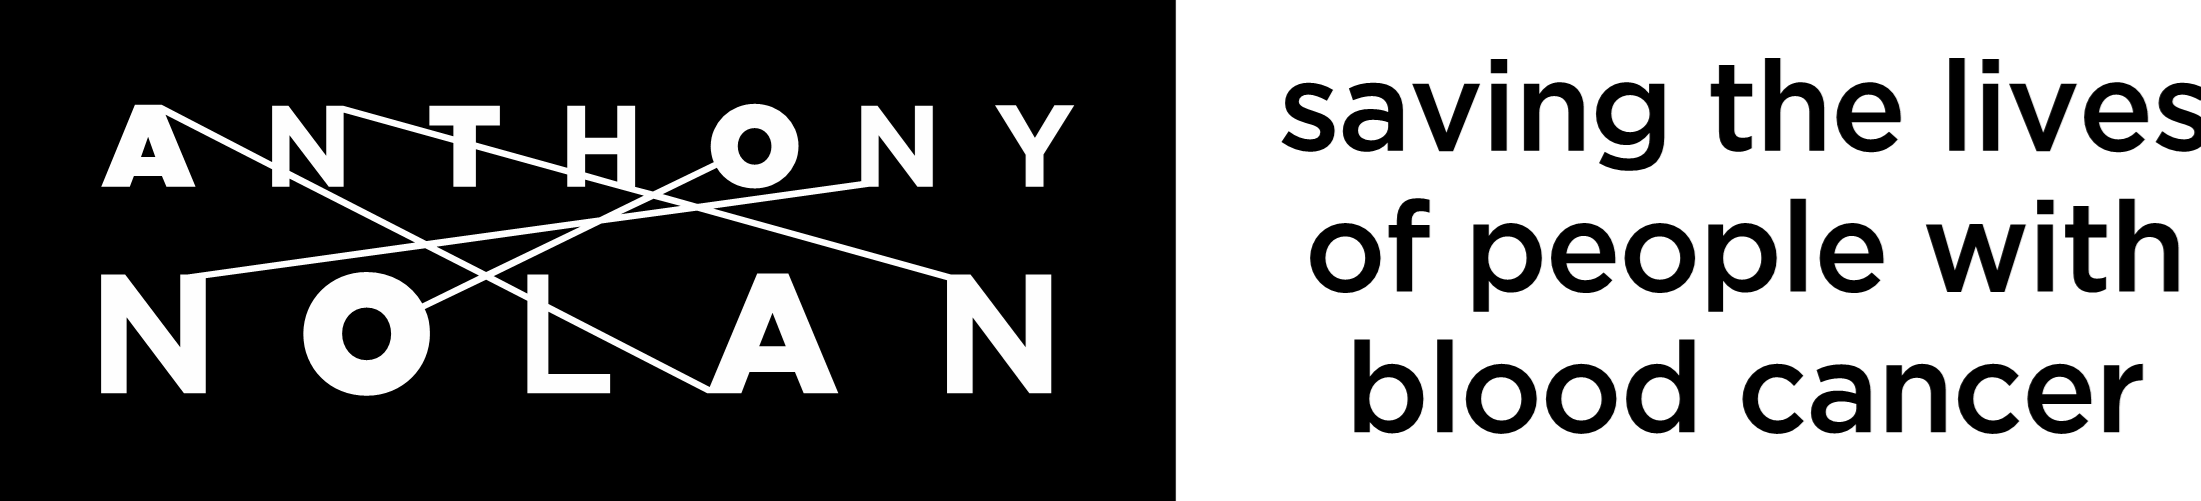 ANTHONY
NOLAN
saving the lives
of people with
blood cancer